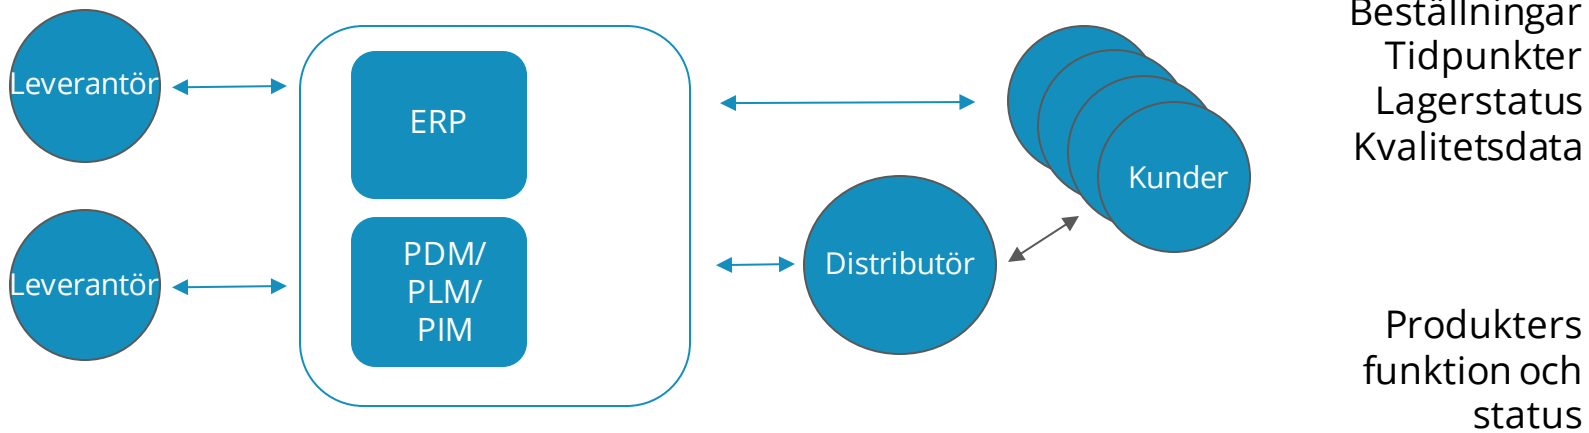 Leverantör
Leverantör
ERP
PDM/
PLM/
PIM
Distributör
Kunder
Beställningar
Tidpunkter
Lagerstatus
Kvalitetsdata
Produkters
funktion och
status